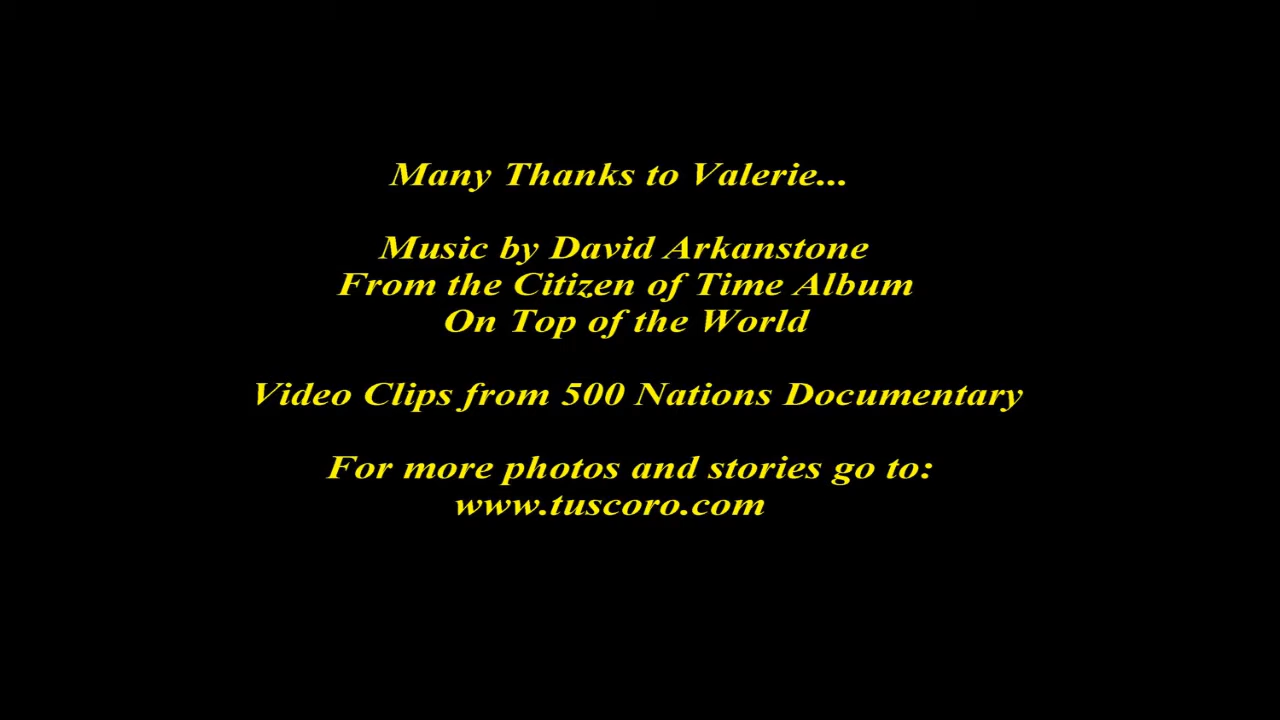 Many Thanks to Valerie...
Music by David Arkanstone
From the Citizen of Time Album
On Top of the World
Video Clips from 500 Nations Documentary
For more photos and stories go to:
www.tuscoro.com